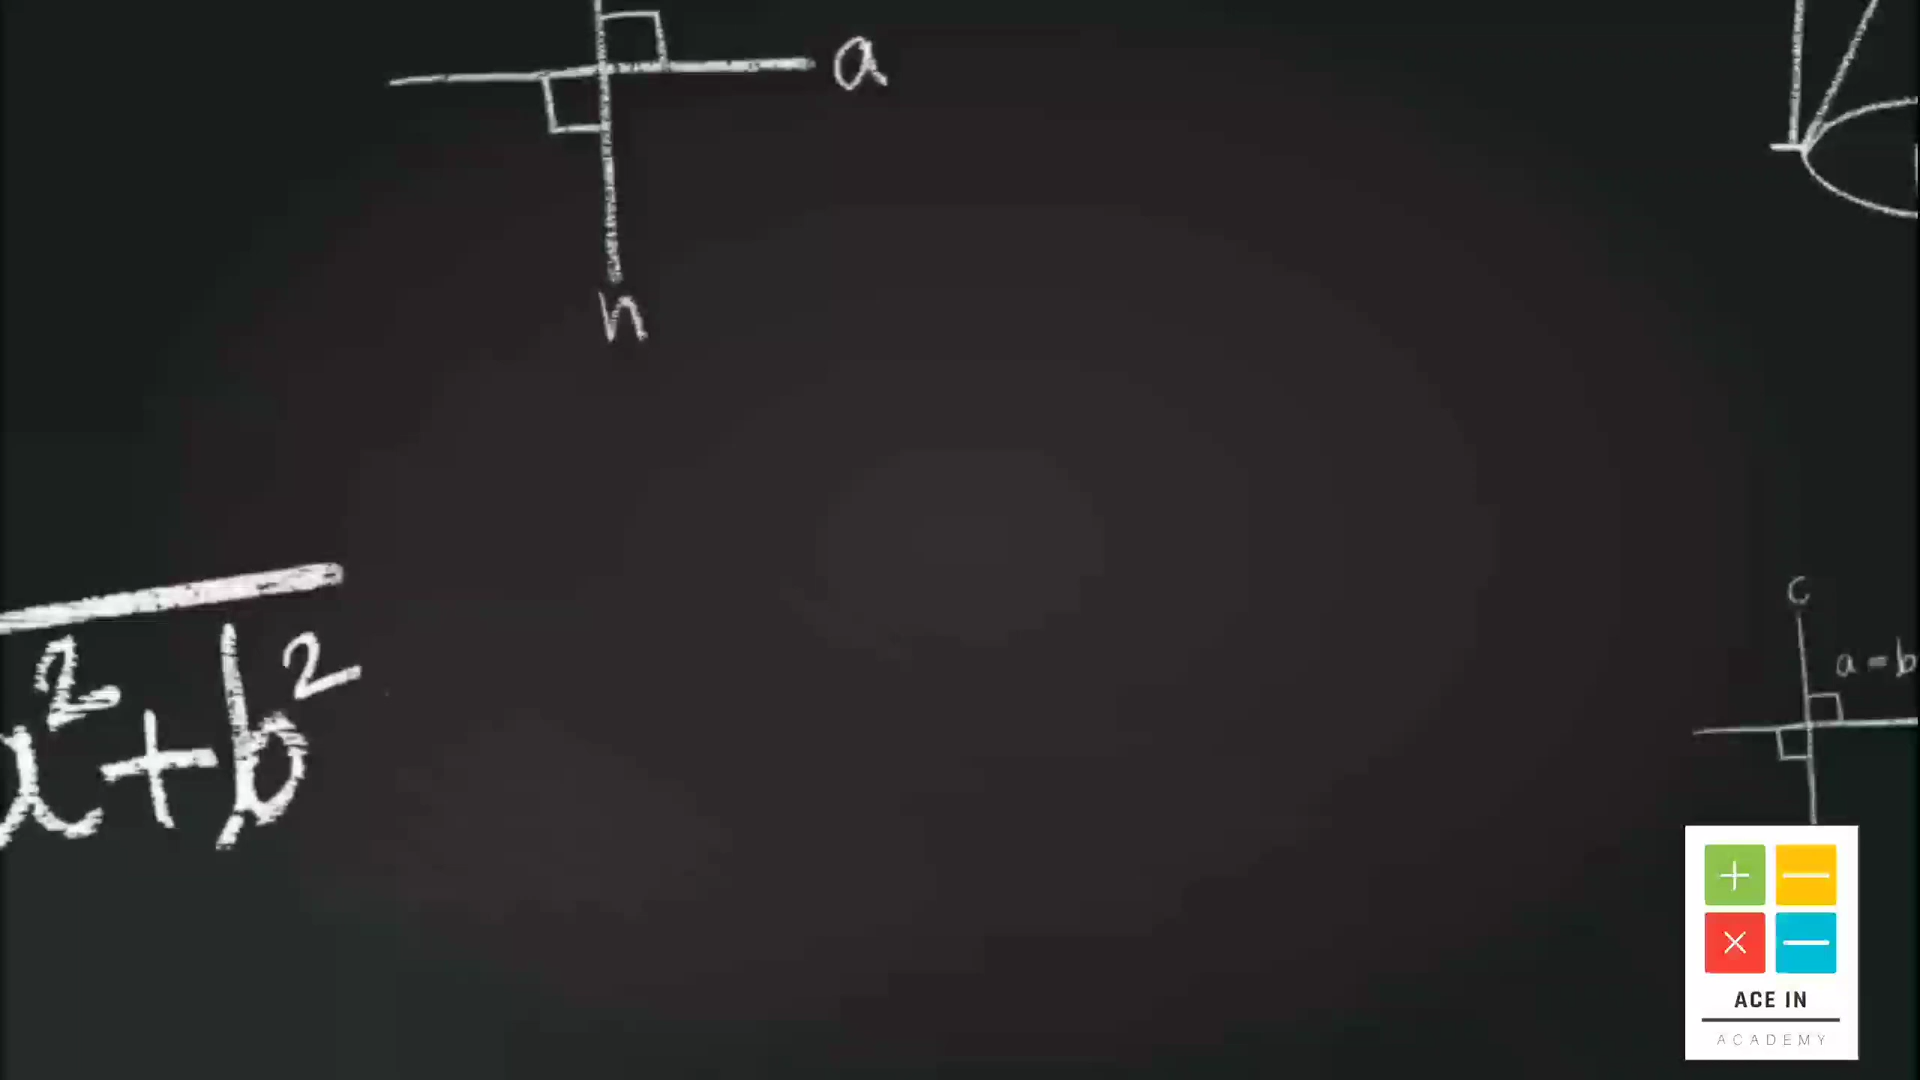 a
n
a²+b²
c
a=b
+ —
× —
ACE IN
ACADEMY